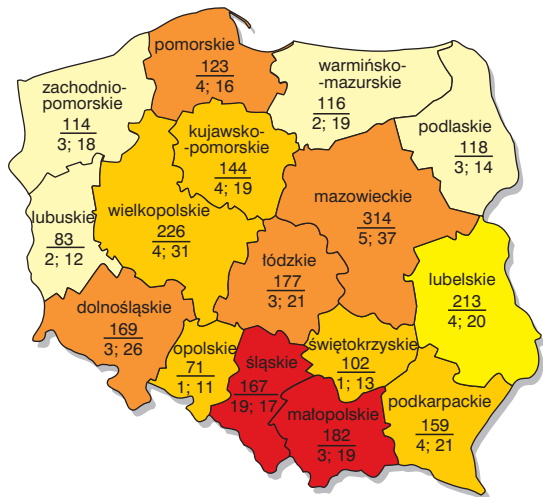 pomorskie
123
4; 16
warmińsko-
-mazurskie
116
2; 19
zachodnio-
pomorskie
114
3; 18
podlaskie
118
3; 14
kujawsko-
-pomorskie
144
4; 19
mazowieckie
314
5; 37
lubuskie
83
2; 12
wielkopolskie
226
4; 31
łódzkie
177
3; 21
lubelskie
213
4; 20
dolnośląskie
169
3; 26
opolskie
71
1; 11
śląskie
167
19; 17
świętokrzyskie
102
1; 13
małopolskie
182
3; 19
podkarpackie
159
4; 21